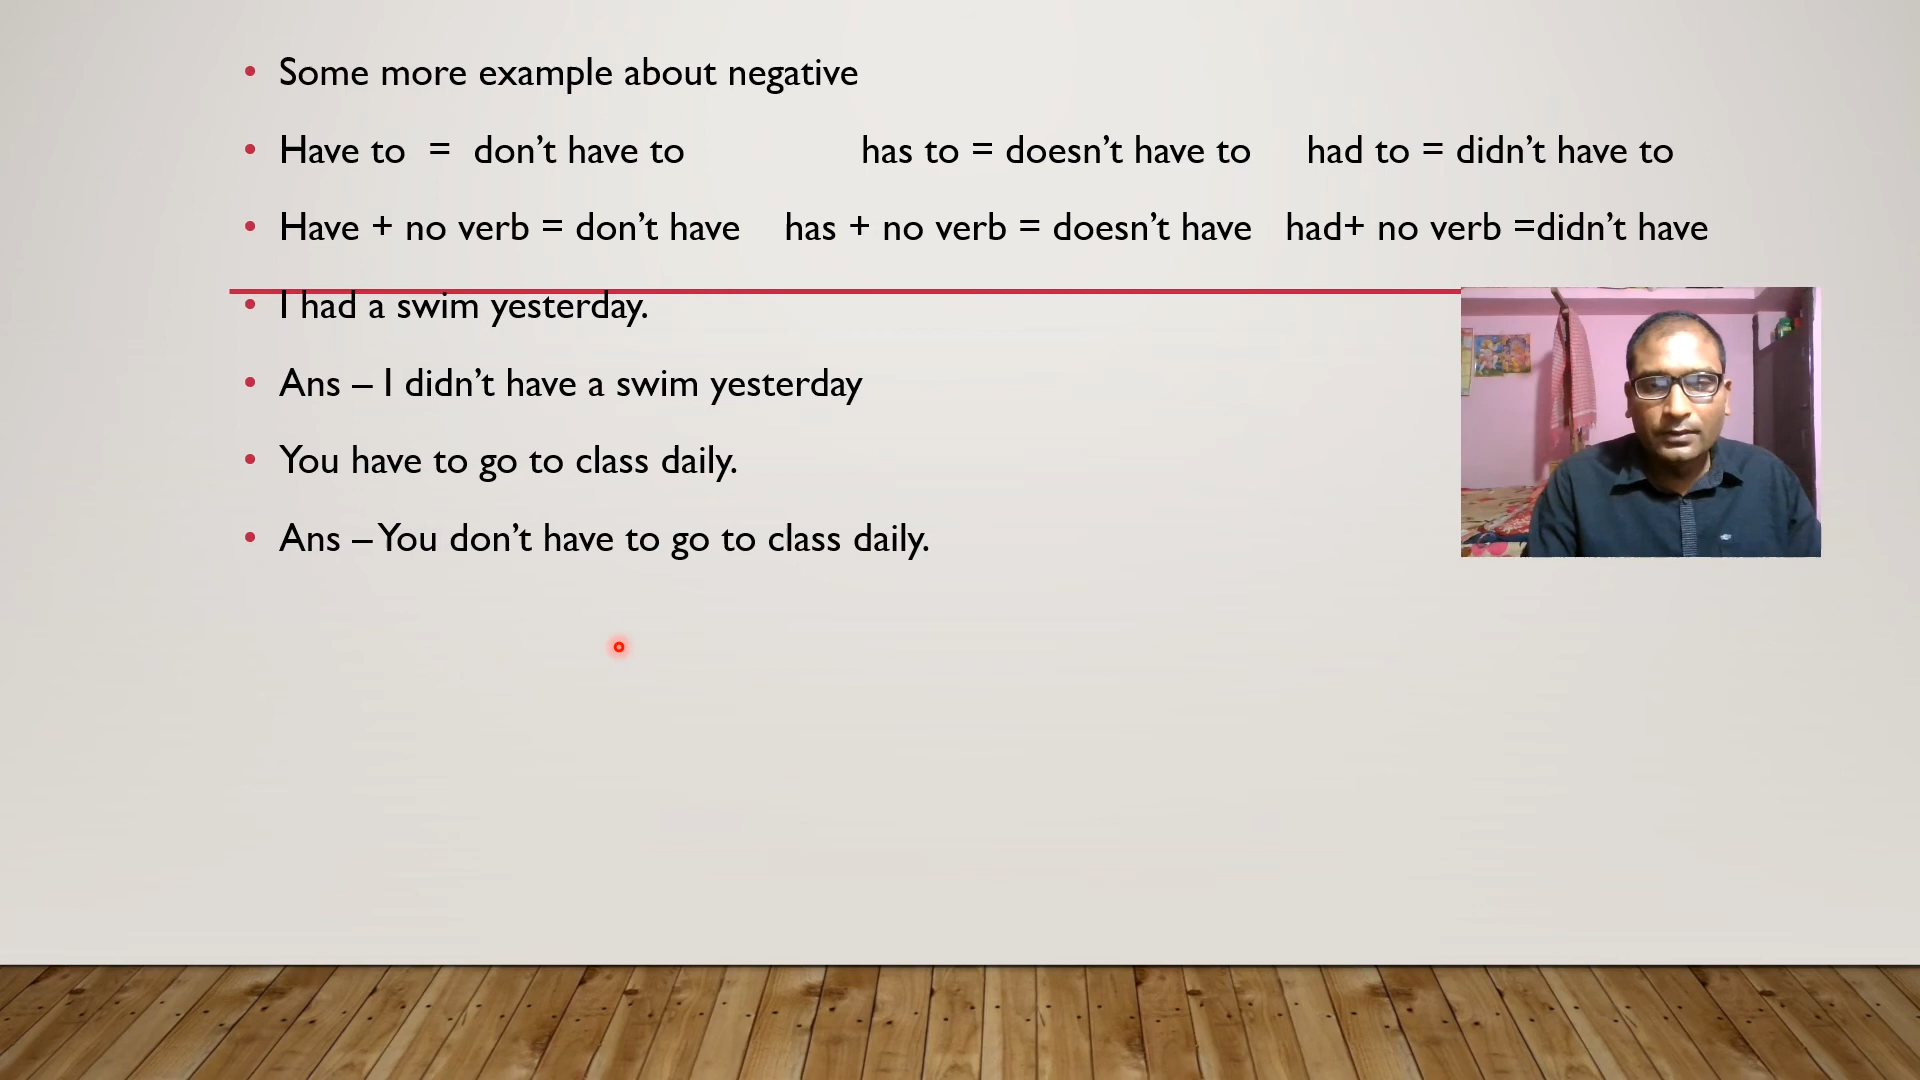 Some more example about negative
Have to = don’t have to has to = doesn’t have to had to = didn’t have to
Have + no verb = don’t have has + no verb = doesn’t have had+ no verb =didn’t have
I had a swim yesterday.
Ans – I didn’t have a swim yesterday
You have to go to class daily.
Ans – You don’t have to go to class daily.